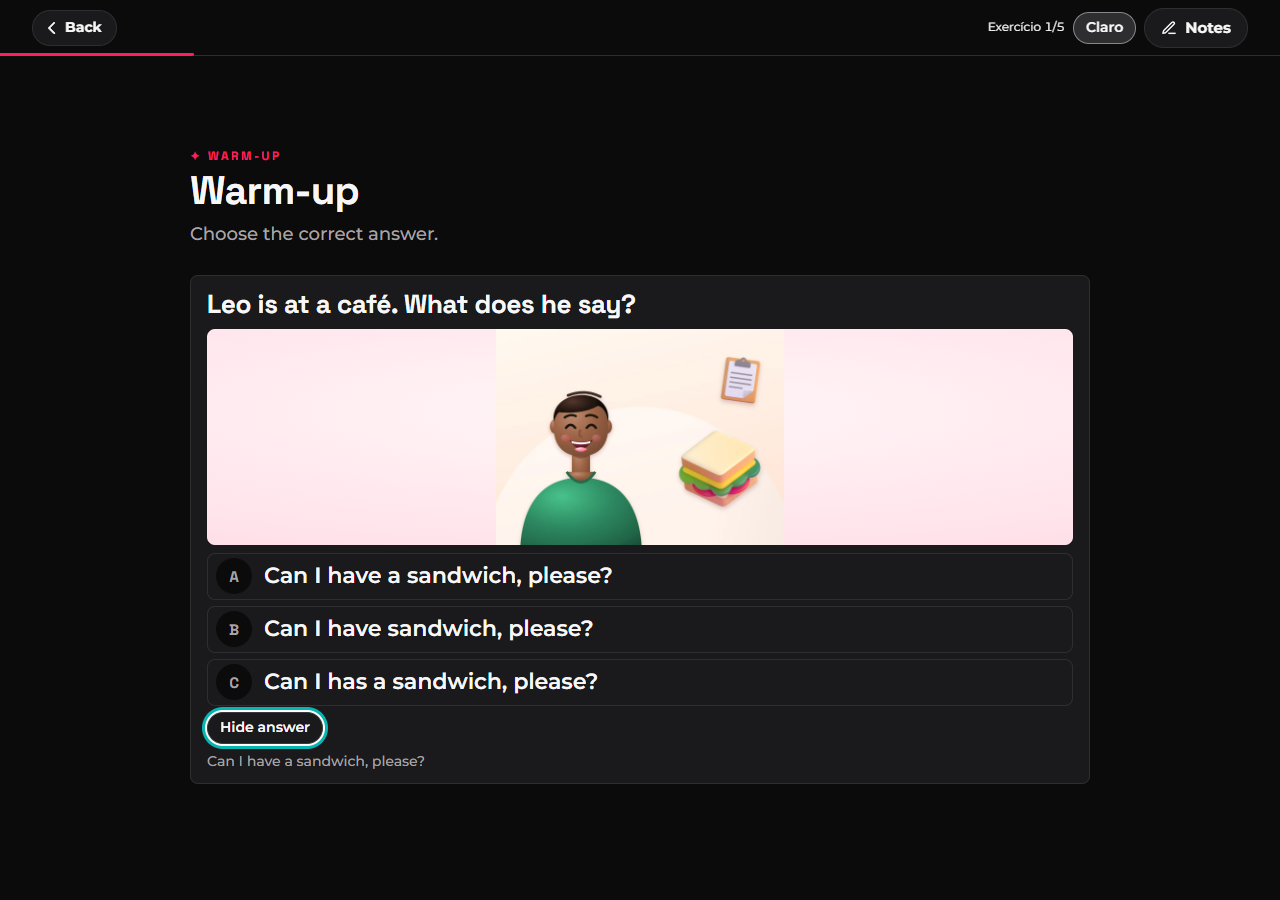 Back
Exercício 1/5
Claro
Notes
✦ WARM-UP
Warm-up
Choose the correct answer.
Leo is at a café. What does he say?
A Can I have a sandwich, please?
B Can I have sandwich, please?
C Can I has a sandwich, please?
Hide answer
Can I have a sandwich, please?